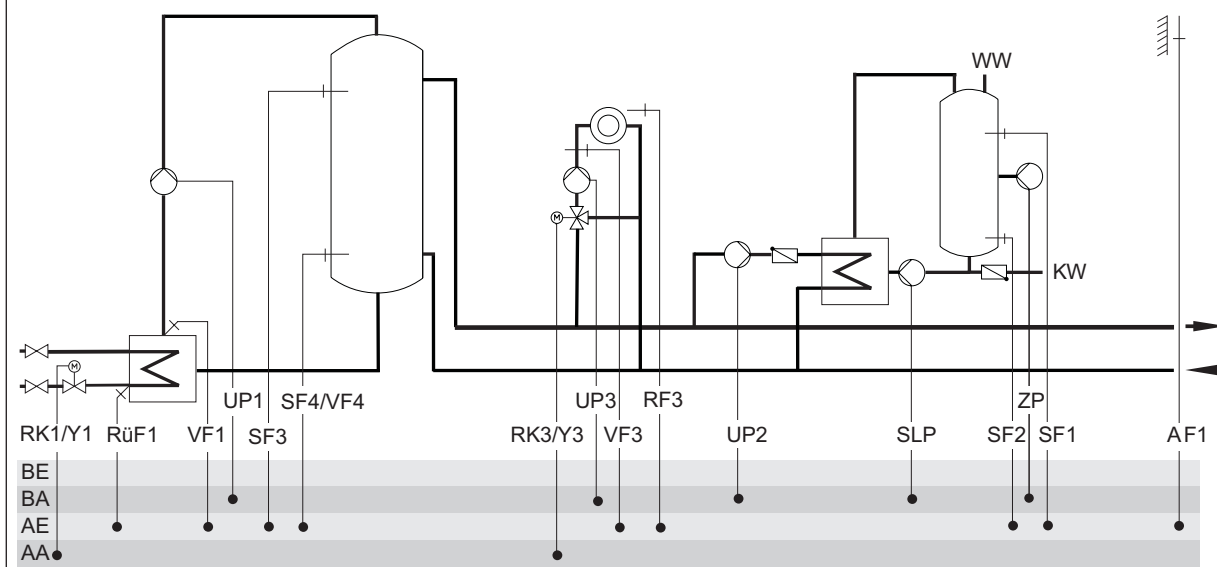 WW
M
KW
M
UP1 SF4/VF4 UP3 RF3 ZP
RK1/Y1 RüF1 VF1 SF3 RK3/Y3 VF3 UP2 SLP SF2 SF1 AF1
BE
BA
AE
AA